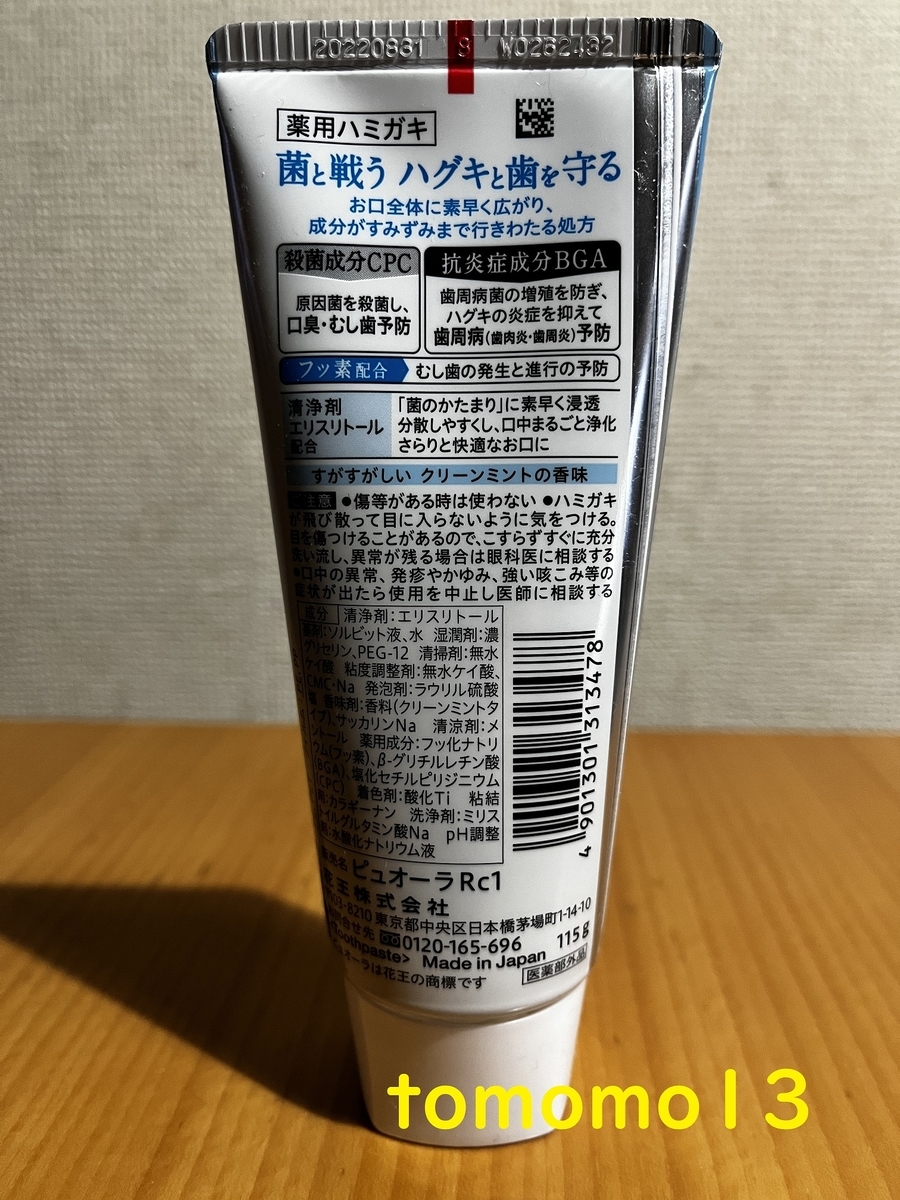 20220831 9 W0262432
薬用ハミガキ
菌と戦う ハグキと歯を守る
お口全体に素早く広がり、
成分がすみずみまで行きわたる処方
殺菌成分CPC
原因菌を殺菌し、
口臭・むし歯予防
抗炎症成分BGA
歯周病菌の増殖を防ぎ、
ハグキの炎症を抑えて
歯周病(歯肉炎・歯周炎)予防
フッ素配合 むし歯の発生と進行の予防
清浄剤
エリスリトール
配合
「菌のかたまり」に素早く浸透
分散しやすくし、口中まるごと浄化
さらりと快適なお口に
すがすがしい クリーンミントの香味
注意 ●傷等がある時は使わない ●ハミガキ
が飛び散って目に入らないように気をつける。
目を傷つけることがあるので、こすらずすぐに充分
洗い流し、異常が残る場合は眼科医に相談する
●口中の異常、発疹やかゆみ、強い咳こみ等の
症状が出たら使用を中止し医師に相談する
成分 清浄剤:エリスリトール
溶剤:ソルビット液、水 湿潤剤:濃
グリセリン、PEG-12 清掃剤:無水
ケイ酸 粘度調整剤:無水ケイ酸、
CMC・Na 発泡剤:ラウリル硫酸
塩 香味剤:香料(クリーンミントタ
イプ)、サッカリンNa 清涼剤:メ
ントール 薬用成分:フッ化ナトリ
ウム(フッ素)、β-グリチルレチン酸
(BGA)、塩化セチルピリジニウム
(CPC) 着色剤:酸化Ti 粘結
剤:カラギーナン 洗浄剤:ミリス
トイルグルタミン酸Na pH調整
剤:水酸化ナトリウム液
4 901301 313478
販売名 ピュオーラRc1
花王株式会社
103-8210 東京都中央区日本橋茅場町1-14-10
お問合せ先 0120-165-696 115g
<Toothpaste> Made in Japan 医薬部外品
ピュオーラは花王の商標です
tomomo13